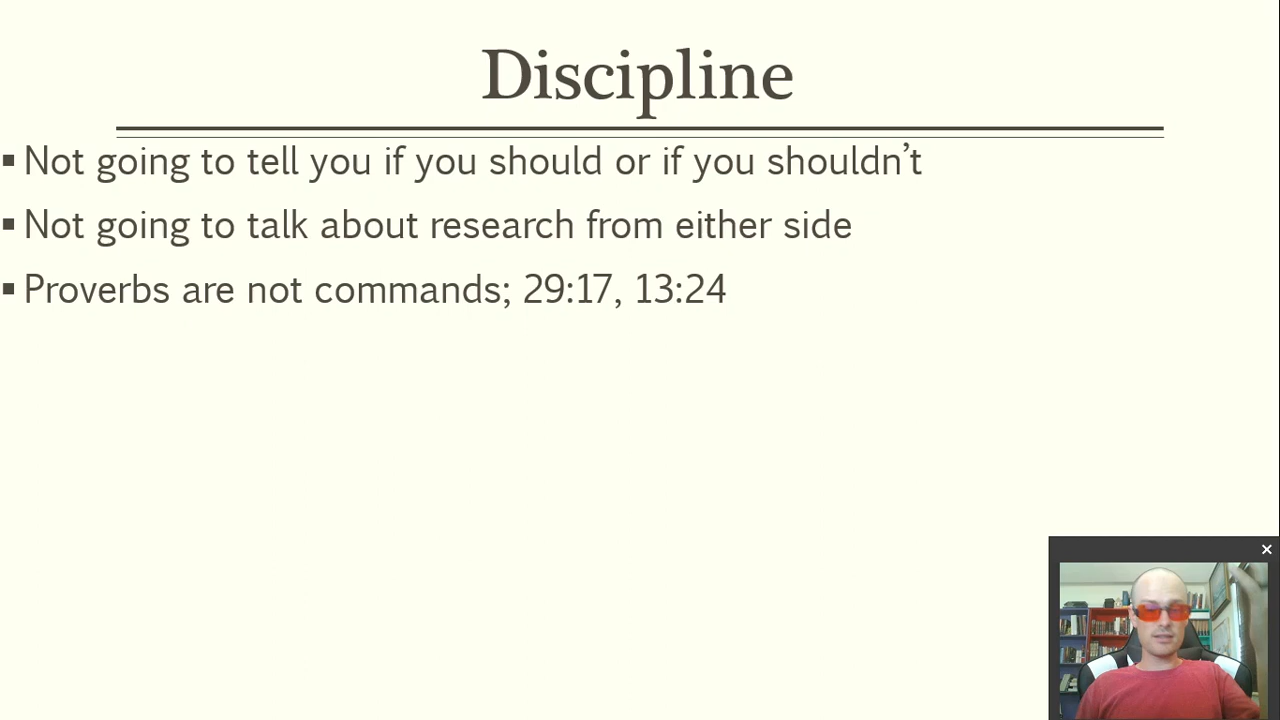 Discipline
Not going to tell you if you should or if you shouldn’t
Not going to talk about research from either side
Proverbs are not commands; 29:17, 13:24